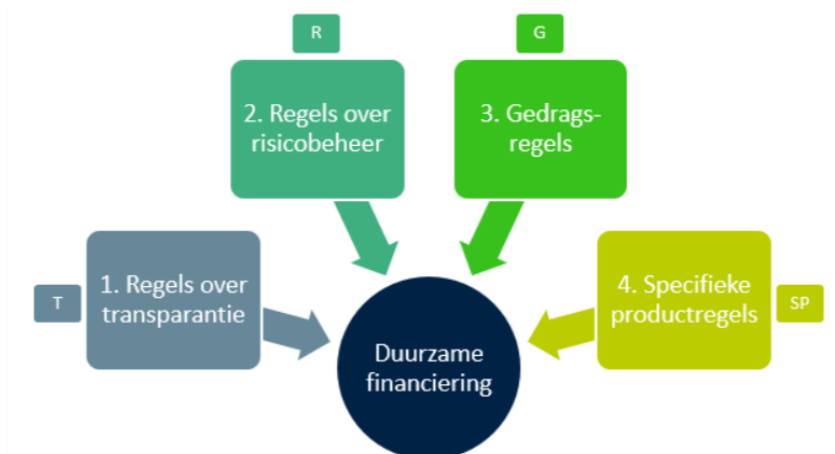 R
G
2. Regels over
risicobeheer
3. Gedrags-
regels
T
1. Regels over
transparantie
4. Specifieke
productregels
SP
Duurzame
financiering